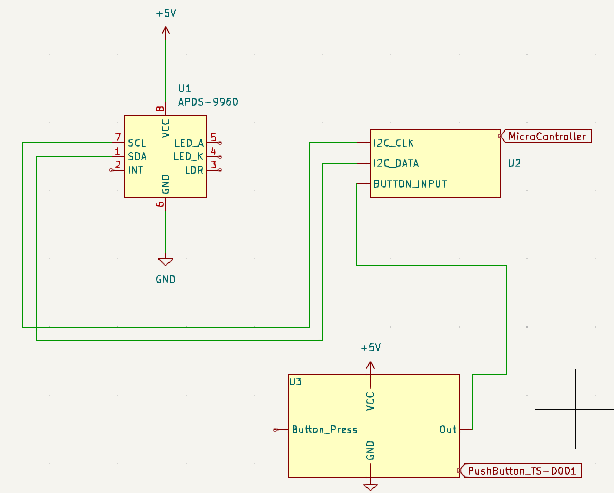 +5V
U1
APDS-9960
8
VCC
7 SCL LED_A 5
1 SDA LED_K 4
2 INT LDR 3
GND
6
GND
MicroController
I2C_CLK
I2C_DATA U2
BUTTON_INPUT
+5V
U3
VCC
Button_Press Out
GND
PushButton_TS-D001